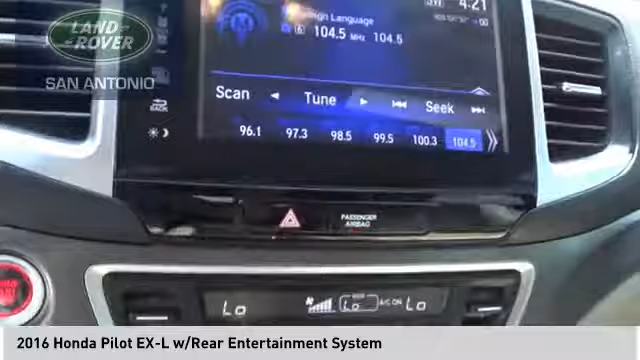 LAND
ROVER
SAN ANTONIO
4:21
Language
104.5 MHz 104.5
Scan
Tune
Seek
BACK
96.1 97.3 98.5 99.5 100.3 104.5
PASSENGER
AIRBAG
Lo
Lo
A/C ON
Lo
2016 Honda Pilot EX-L w/Rear Entertainment System